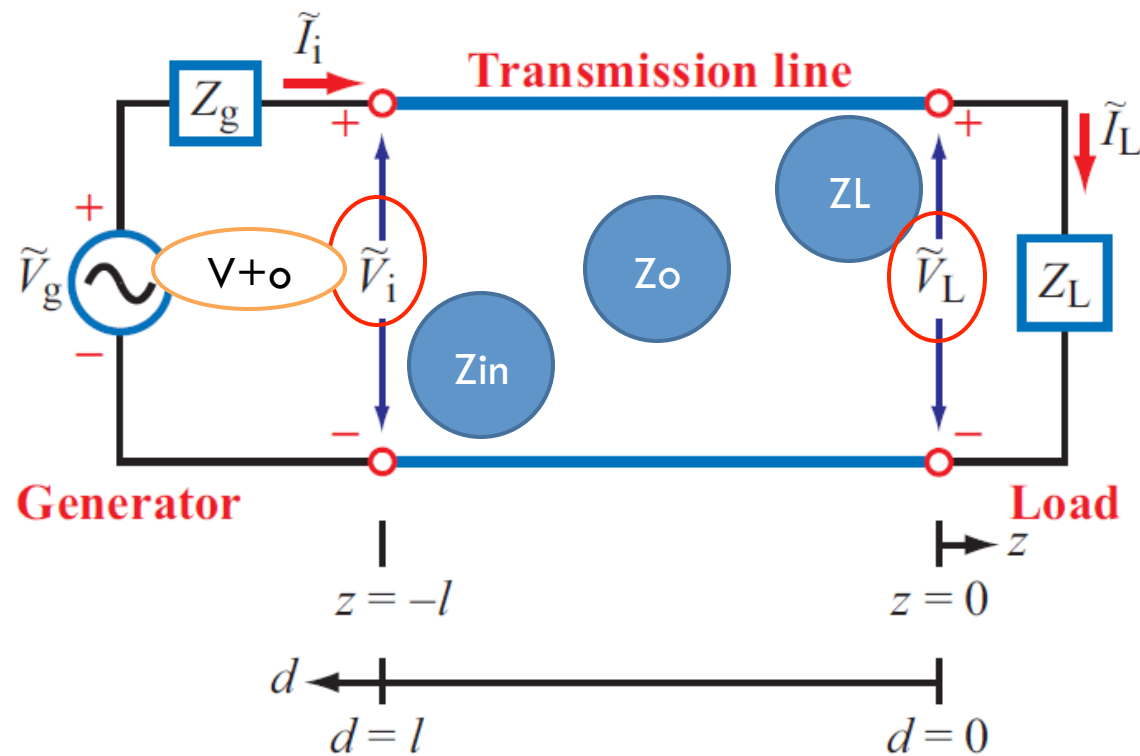 Ĩi
Transmission line
Zg
+
+
ĨL
ZL
+
Ṽg
V+o
Ṽi
Zo
ṼL
ZL
−
Zin
−
−
Generator
Load
z
z = −l
z = 0
d
d = l
d = 0